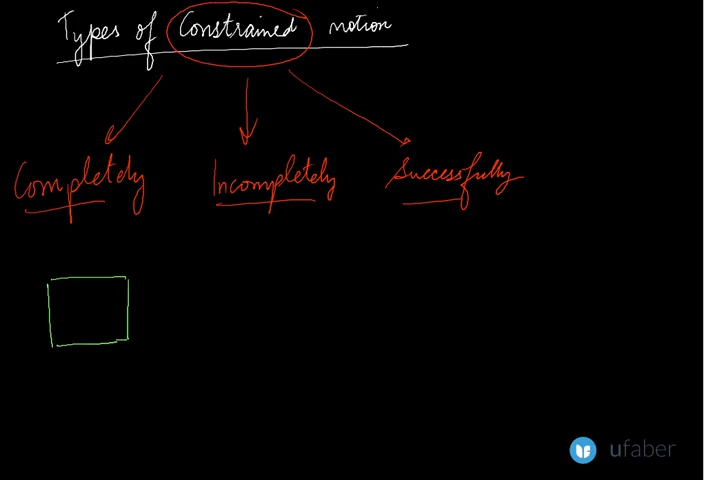 Types of Constrained motion
Completely Incompletely Successfully
ufaber